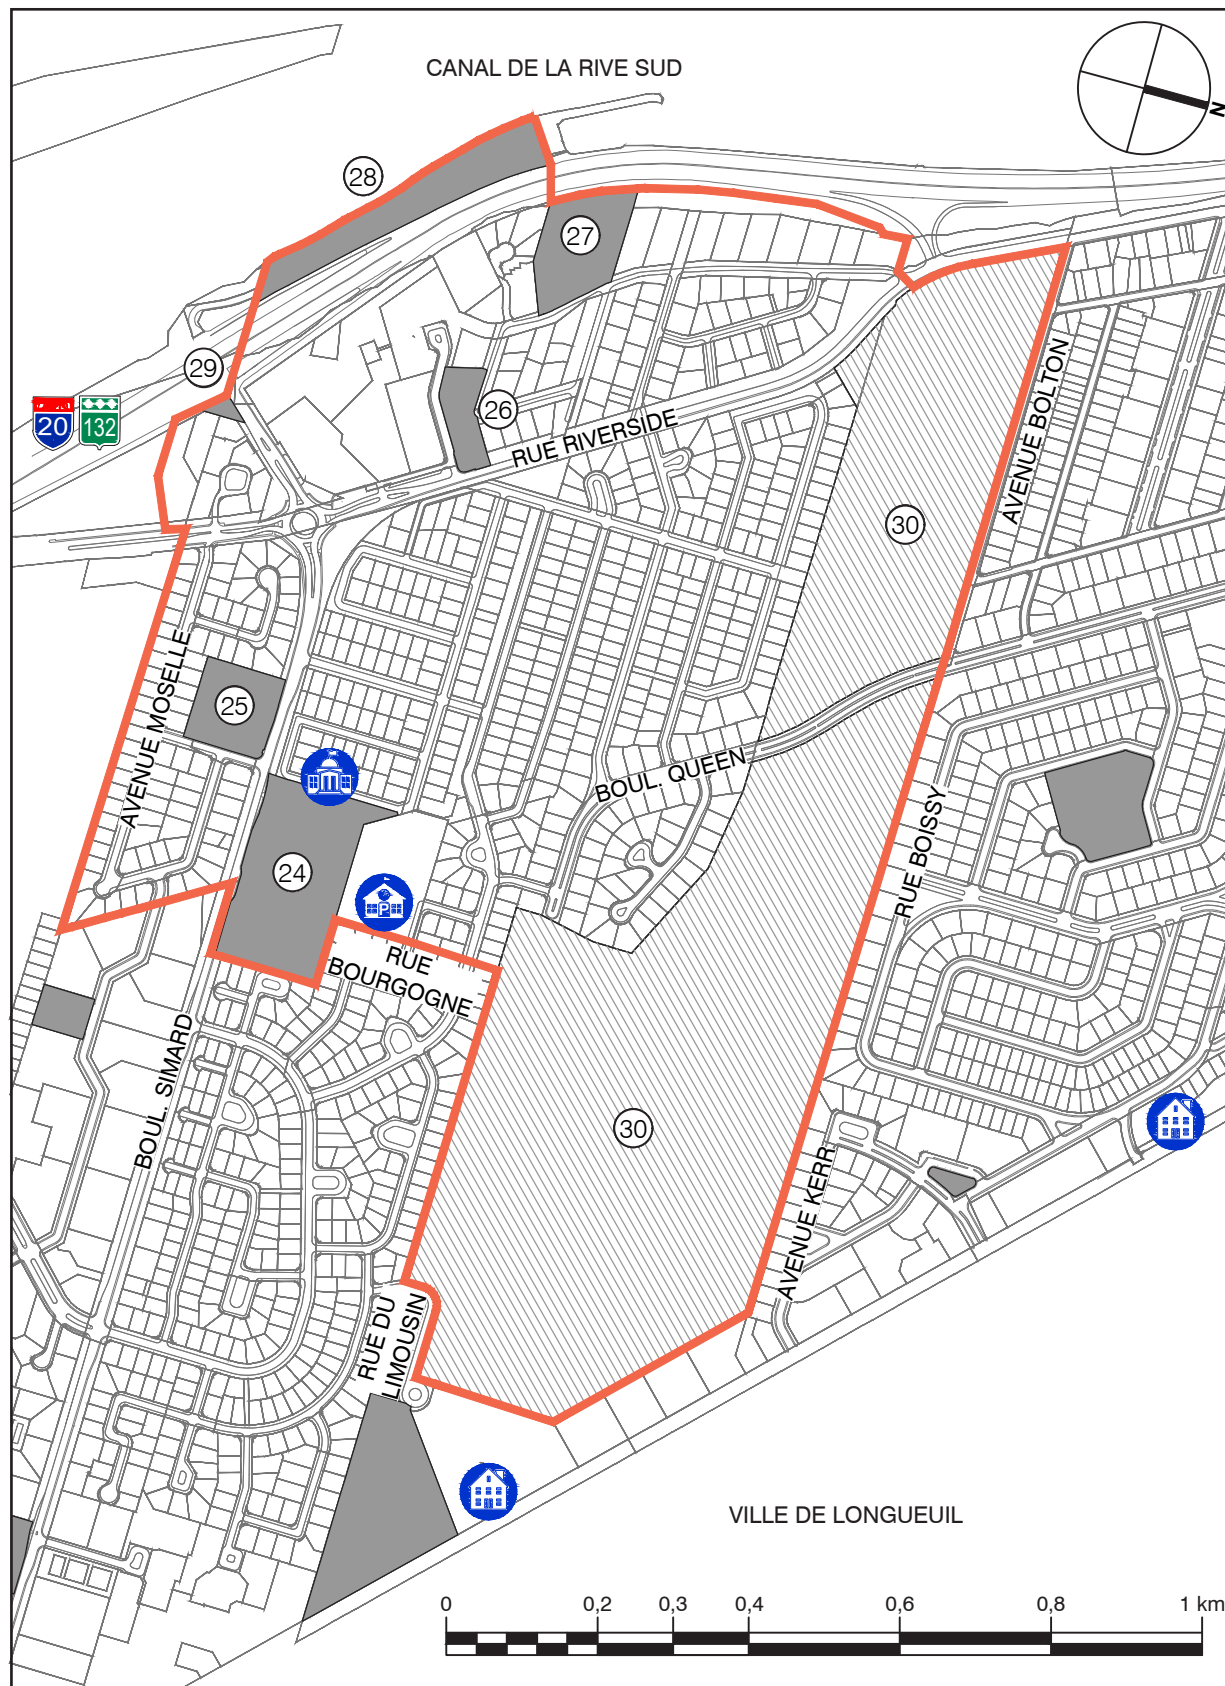 CANAL DE LA RIVE SUD
N
28
27
29
20
132
26
RUE RIVERSIDE
AVENUE BOLTON
30
AVENUE MOSELLE
25
BOUL. QUEEN
RUE BOISSY
24
P
RUE
BOURGOGNE
BOUL. SIMARD
30
AVENUE KERR
RUE DU
LIMOUSIN
VILLE DE LONGUEUIL
0 0,2 0,3 0,4 0,6 0,8 1 km